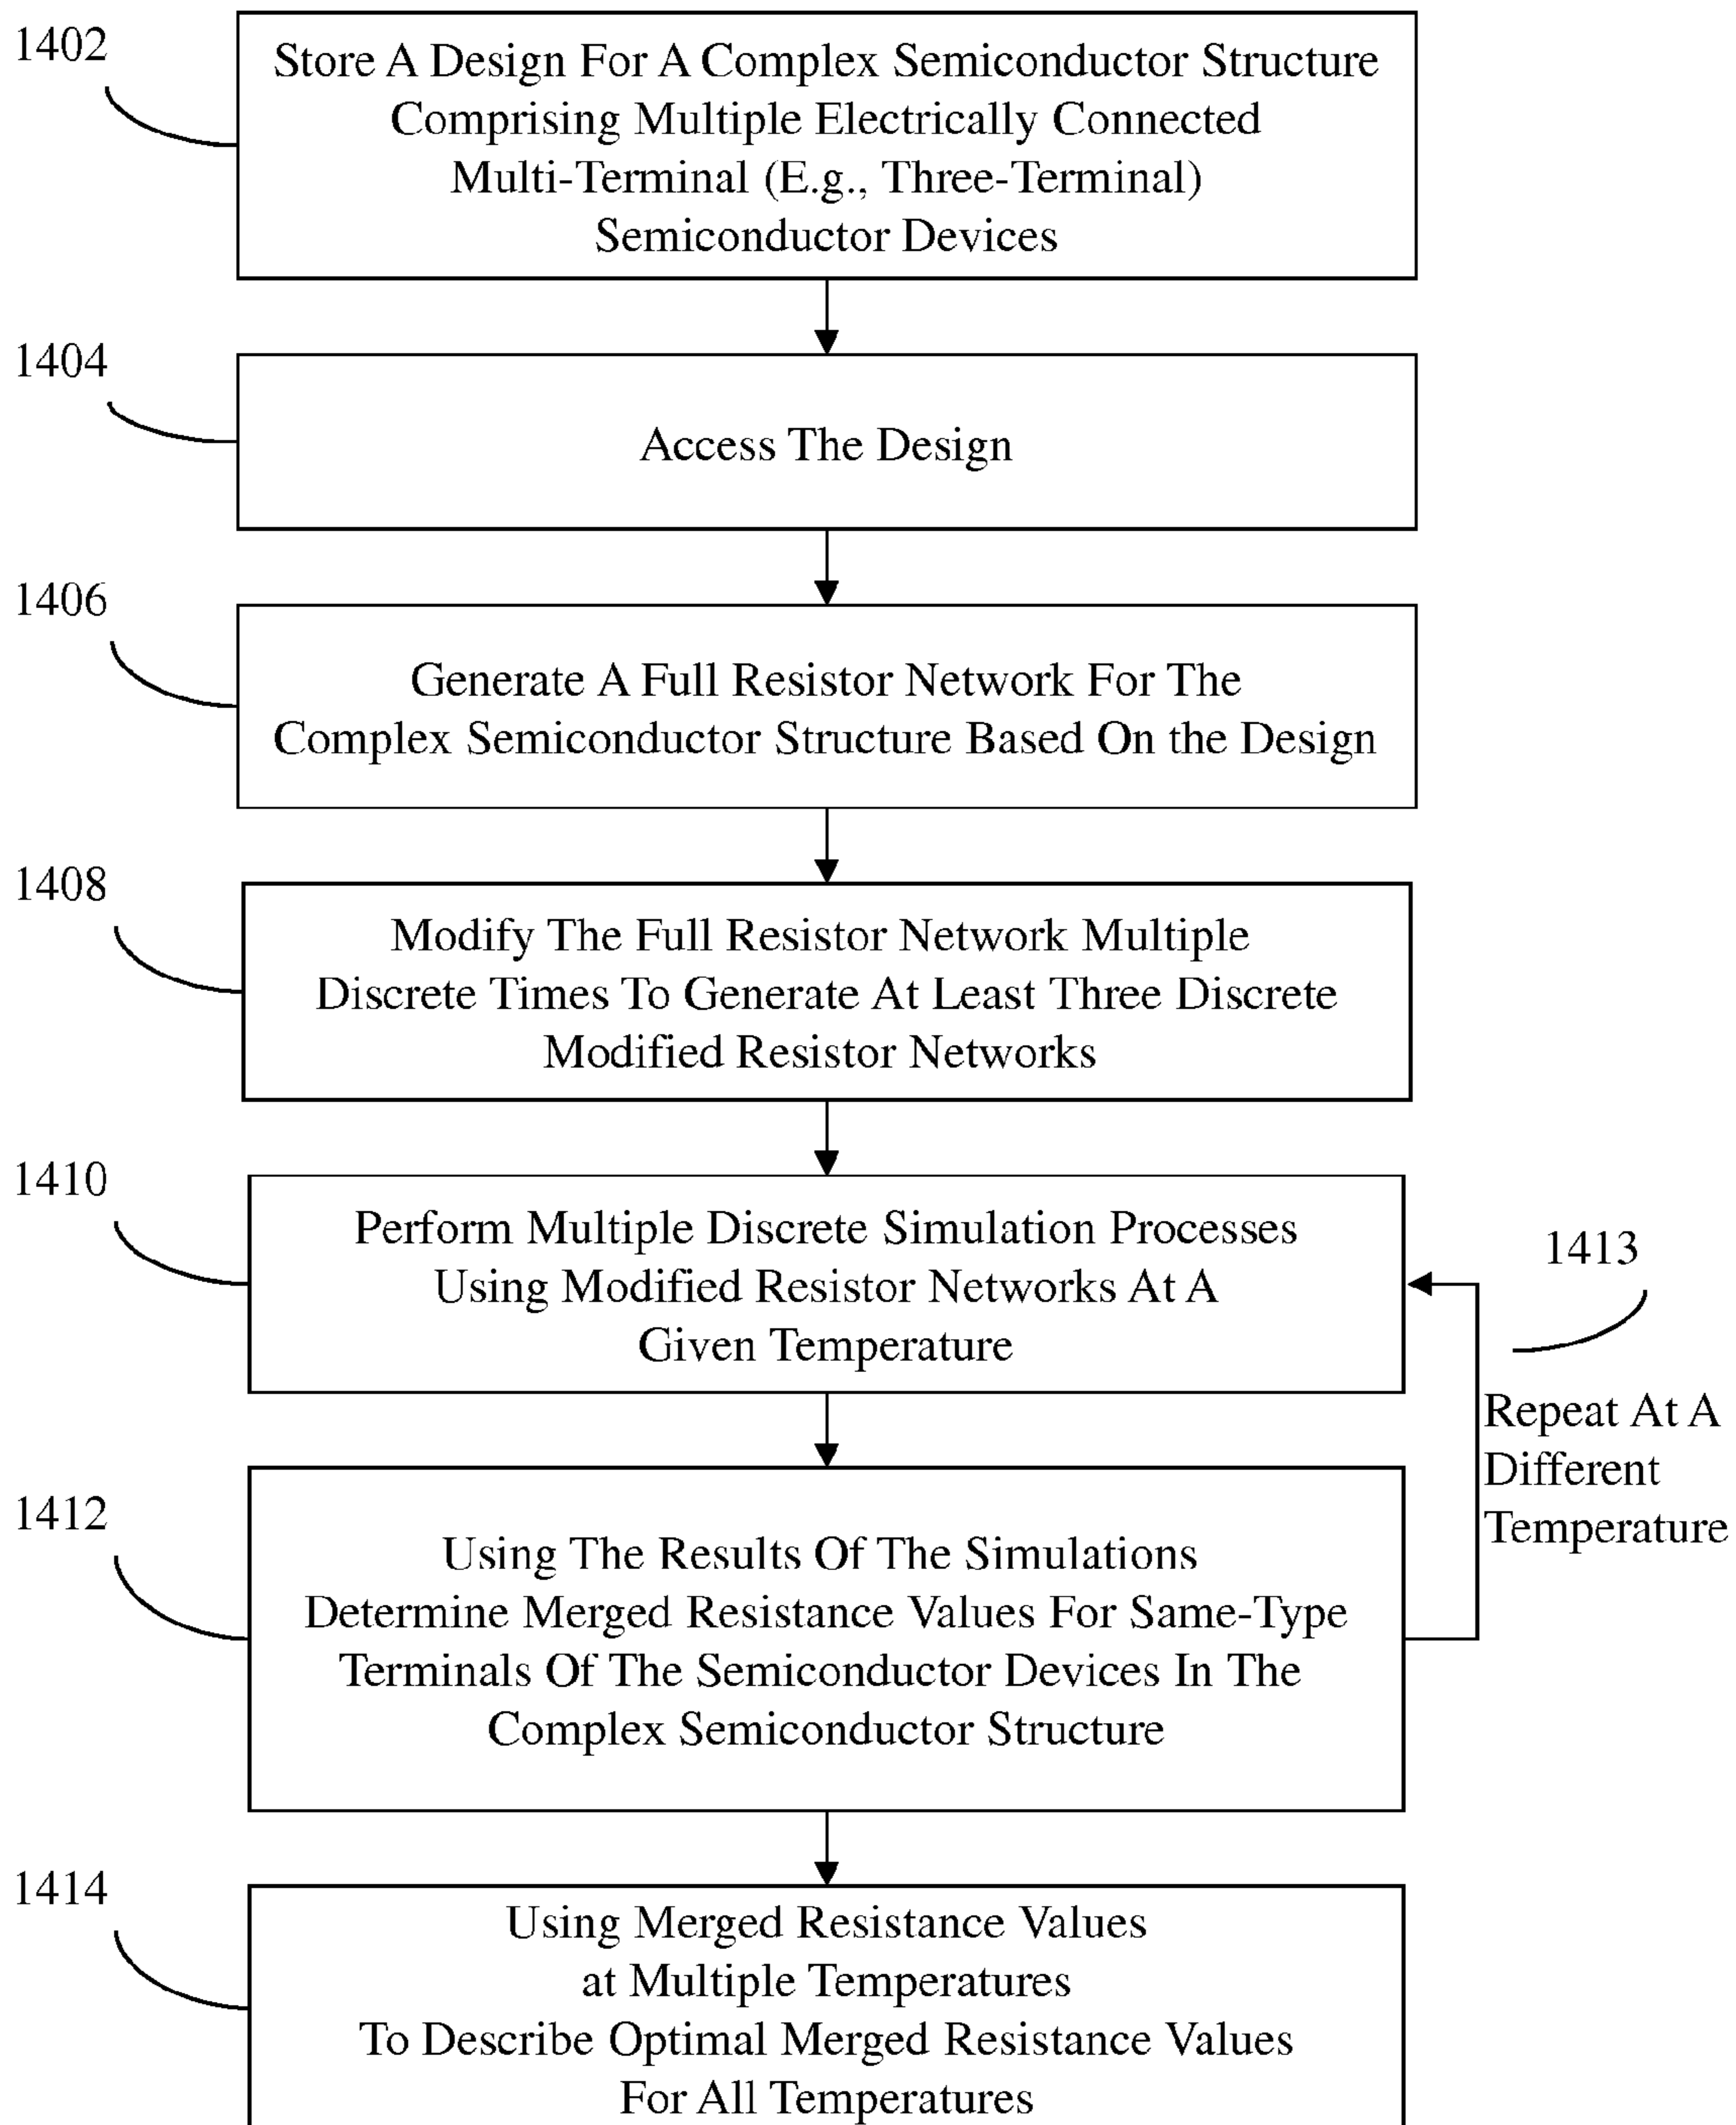 1402
Store A Design For A Complex Semiconductor Structure
Comprising Multiple Electrically Connected
Multi-Terminal (E.g., Three-Terminal)
Semiconductor Devices
1404
Access The Design
1406
Generate A Full Resistor Network For The
Complex Semiconductor Structure Based On the Design
1408
Modify The Full Resistor Network Multiple
Discrete Times To Generate At Least Three Discrete
Modified Resistor Networks
1410
Perform Multiple Discrete Simulation Processes
Using Modified Resistor Networks At A
Given Temperature
1413
Repeat At A
Different
Temperature
1412
Using The Results Of The Simulations
Determine Merged Resistance Values For Same-Type
Terminals Of The Semiconductor Devices In The
Complex Semiconductor Structure
1414
Using Merged Resistance Values
at Multiple Temperatures
To Describe Optimal Merged Resistance Values
For All Temperatures